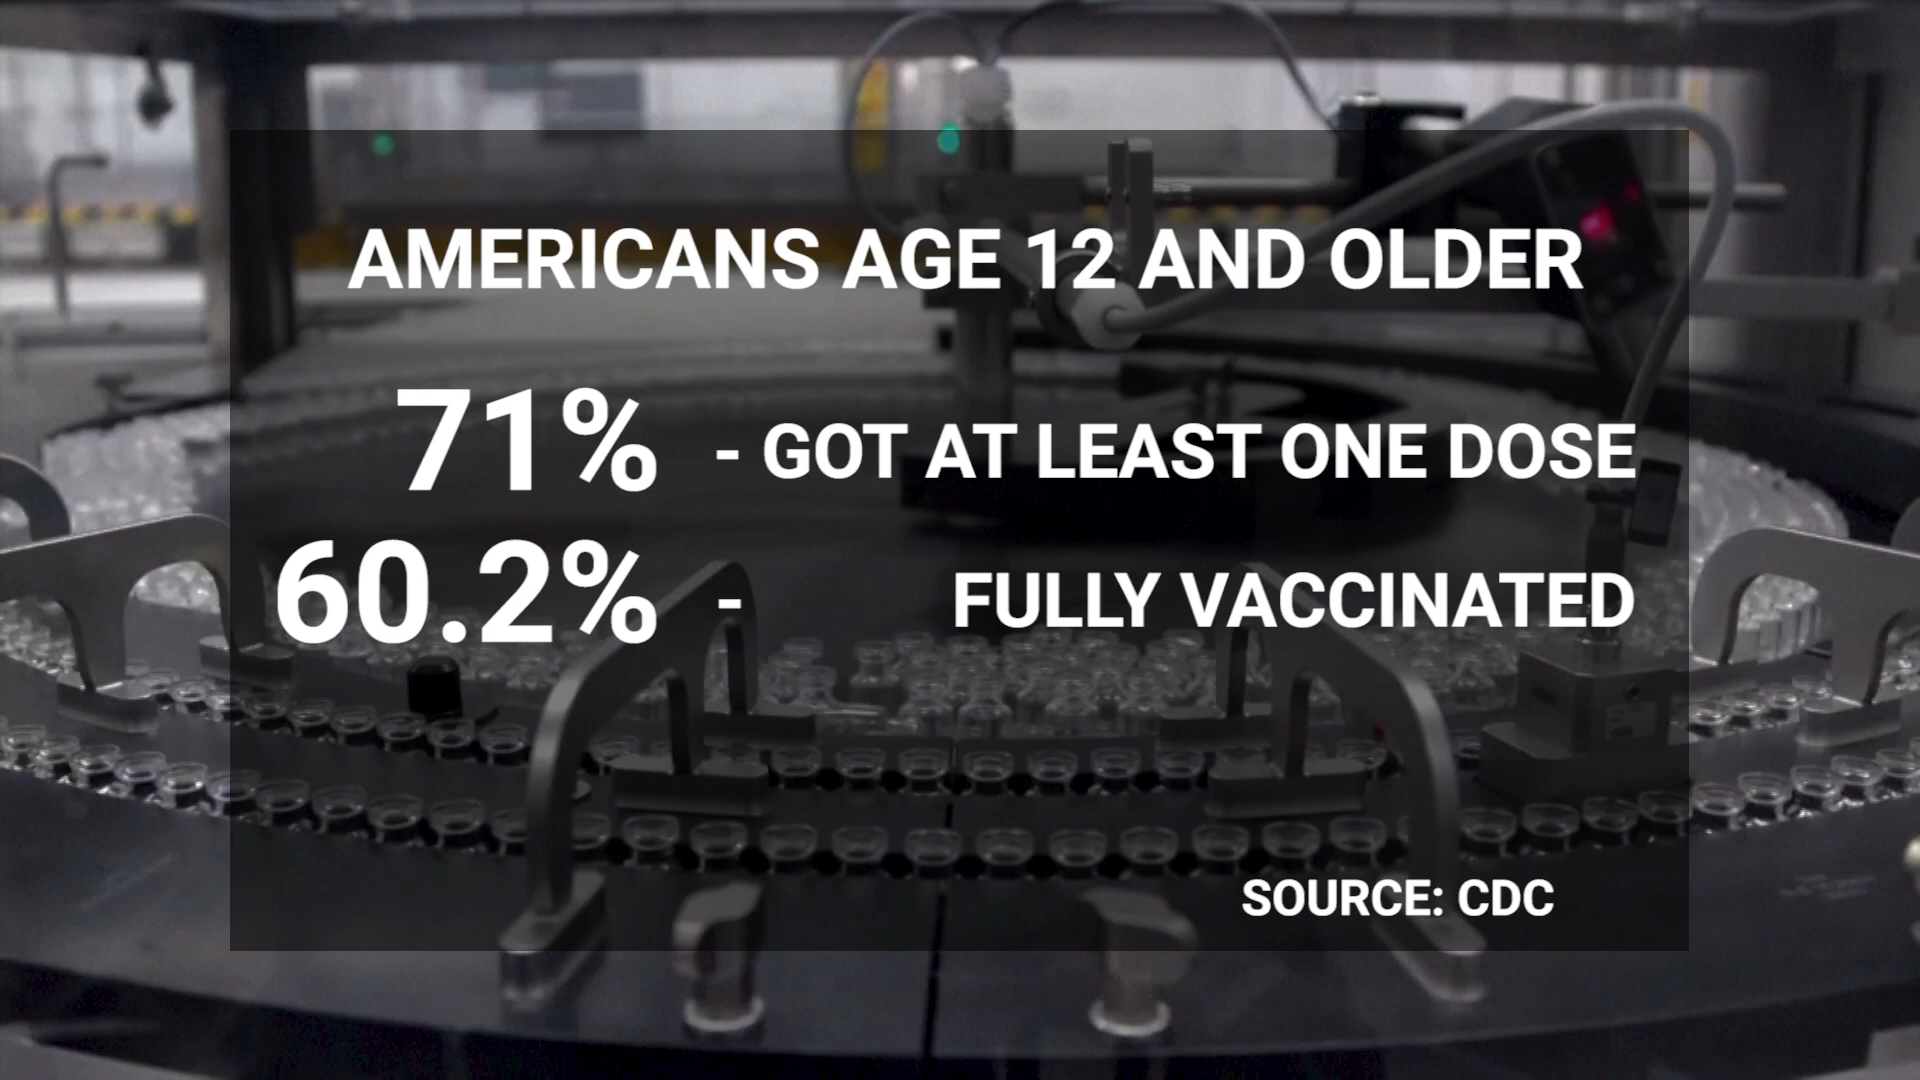 AMERICANS AGE 12 AND OLDER
71% - GOT AT LEAST ONE DOSE
60.2% - FULLY VACCINATED
SOURCE: CDC